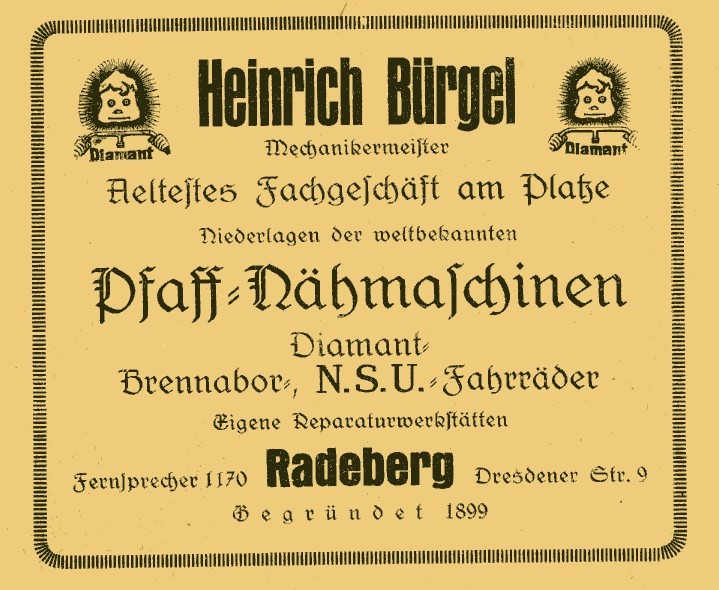 Heinrich Bürgel
Diamant
Diamant
Mechanikermeiſter
Aelteſtes Fachgeſchäft am Platze
Niederlagen der weltbekannten
Pfaff-Nähmaſchinen
Diamant-
Brennabor-, N.S.U.-Fahrräder
Eigene Reparaturwerkſtätten
Fernſprecher 1170 Radeberg Dresdener Str. 9
Gegründet 1899